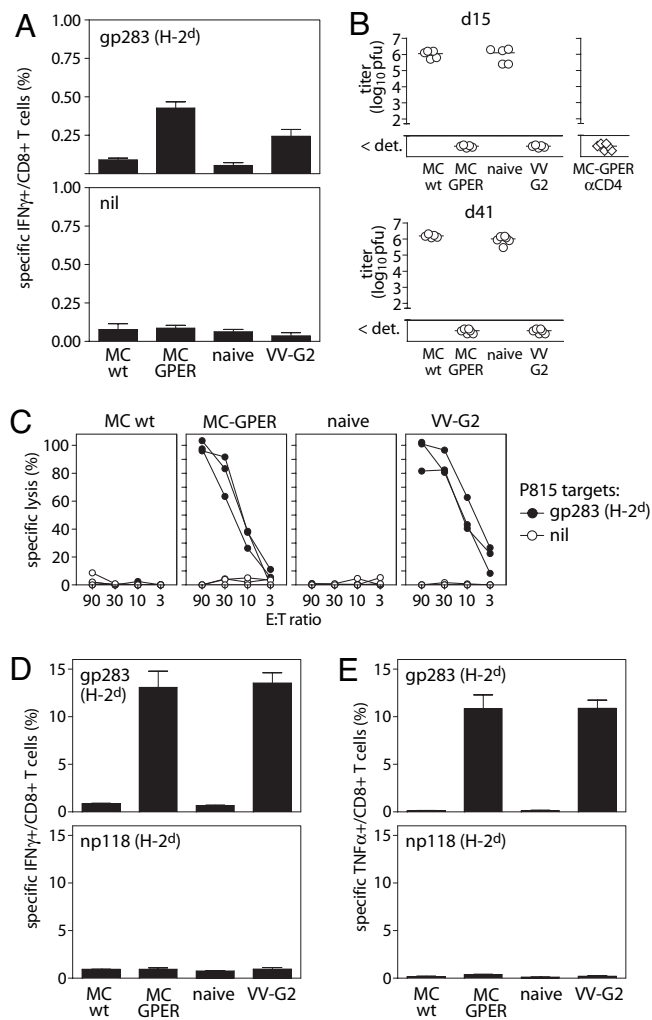 A
gp283 (H-2ᵈ)
1.00
0.75
0.50
0.25
nil
1.00
0.75
0.50
0.25
0.00
specific IFNγ+/CD8+ T cells (%)
MC wt
MC GPER
naive
VV-G2
B
d15
titer
(log₁₀pfu)
7
6
5
4
3
2
< det.
MC wt
MC GPER
naive
VV G2
MC-GPER
αCD4
d41
titer
(log₁₀pfu)
7
6
5
4
3
2
< det.
MC wt
MC GPER
naive
VV G2
C
MC wt
MC-GPER
naive
VV-G2
specific lysis (%)
100
80
60
40
20
0
90 30 10 3
90 30 10 3
90 30 10 3
90 30 10 3
E:T ratio
P815 targets:
gp283 (H-2ᵈ)
nil
D
gp283
(H-2ᵈ)
15
10
5
0
np118 (H-2ᵈ)
15
10
5
0
specific IFNγ+/CD8+ T cells (%)
MC wt
MC GPER
naive
VV-G2
E
gp283 (H-2ᵈ)
15
10
5
0
np118 (H-2ᵈ)
15
10
5
0
specific TNFα+/CD8+ T cells (%)
MC wt
MC GPER
naive
VV-G2